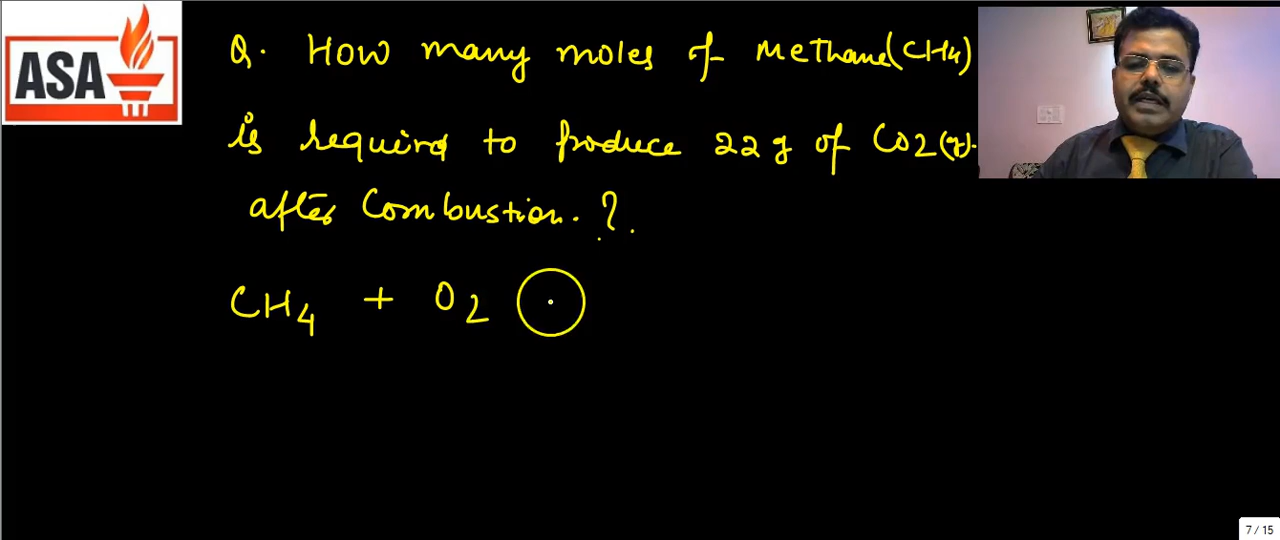 ASA
Q. How many moles of Methane(CH4)
is required to produce 22 g of CO2(g).
after Combustion. ?
CH4 + O2
7 / 15